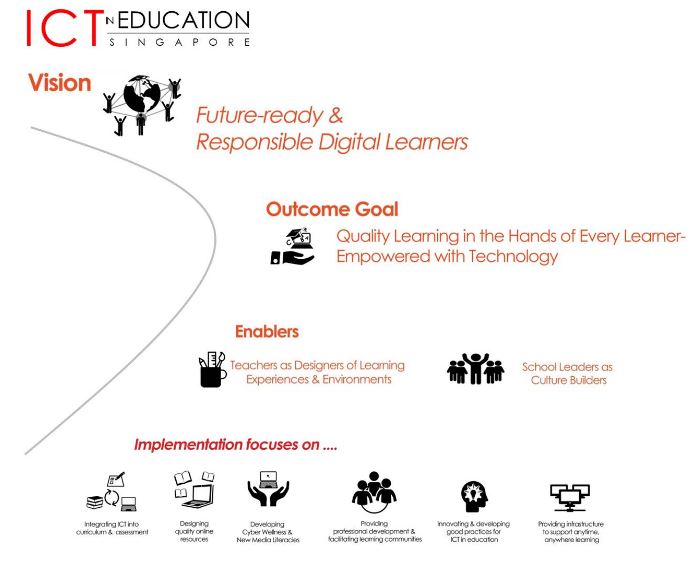 ICT IN EDUCATION
SINGAPORE
Vision
Future-ready &
Responsible Digital Learners
Outcome Goal
Quality Learning in the Hands of Every Learner-
Empowered with Technology
Enablers
Teachers as Designers of Learning
Experiences & Environments
School Leaders as
Culture Builders
Implementation focuses on ....
Integrating ICT into
curriculum & assessment
Designing
quality online
resources
Developing
Cyber Wellness &
New Media Literacies
Providing
professional development &
facilitating learning communities
Innovating & developing
good practices for
ICT in education
Providing infrastructure
to support anytime,
anywhere learning